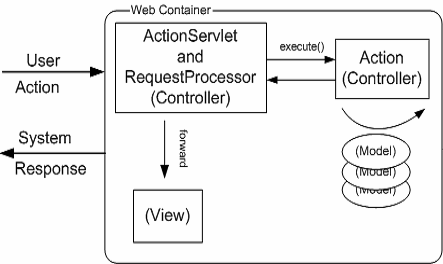 Web Container
ActionServlet
and
RequestProcessor
(Controller)
execute()
Action
(Controller)
User
Action
System
Response
forward
(View)
(Model)
(Model)
(Model)